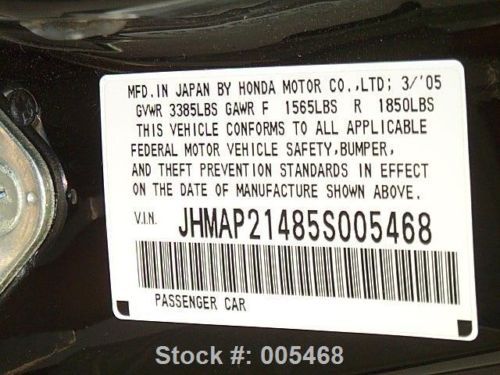 MFD. IN JAPAN BY HONDA MOTOR CO.,LTD; 3/'05
GVWR 3385LBS GAWR F 1565LBS R 1850LBS
THIS VEHICLE CONFORMS TO ALL APPLICABLE
FEDERAL MOTOR VEHICLE SAFETY, BUMPER,
AND THEFT PREVENTION STANDARDS IN EFFECT
ON THE DATE OF MANUFACTURE SHOWN ABOVE.
V.I.N. JHMAP21485S005468
PASSENGER CAR
Stock #: 005468